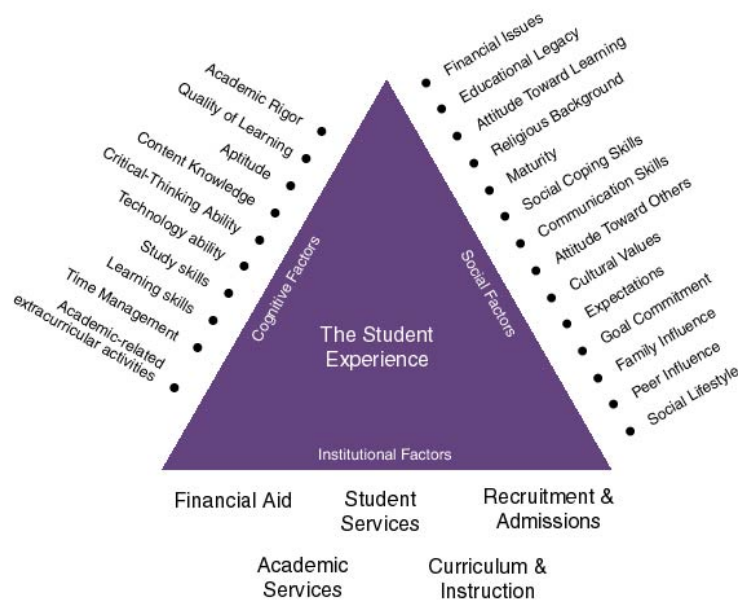 Academic Rigor
Quality of Learning
Aptitude
Content Knowledge
Critical-Thinking Ability
Technology ability
Study skills
Learning skills
Time Management
Academic-related
extracurricular activities
Cognitive Factors
Financial Issues
Educational Legacy
Attitude Toward Learning
Religious Background
Maturity
Social Coping Skills
Communication Skills
Attitude Toward Others
Cultural Values
Expectations
Goal Commitment
Family Influence
Peer Influence
Social Lifestyle
Social Factors
The Student
Experience
Institutional Factors
Financial Aid
Student
Services
Recruitment &
Admissions
Academic
Services
Curriculum &
Instruction